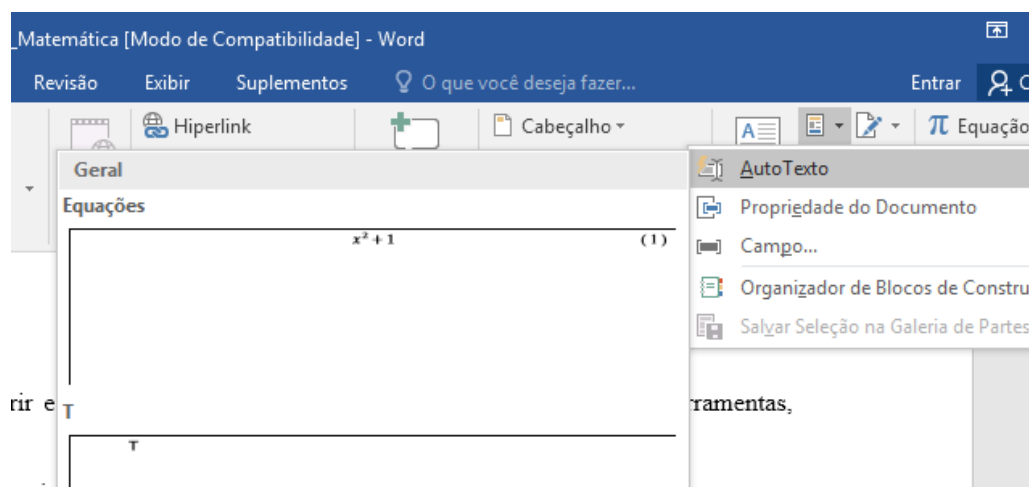 _Matemática [Modo de Compatibilidade] - Word
Revisão Exibir Suplementos O que você deseja fazer... Entrar
Hiperlink Cabeçalho π Equação
Geral
Equações
x²+1 (1)
T
T
AutoTexto
Propriedade do Documento
Campo...
Organizador de Blocos de Constru
Salvar Seleção na Galeria de Partes
rir e rramentas,